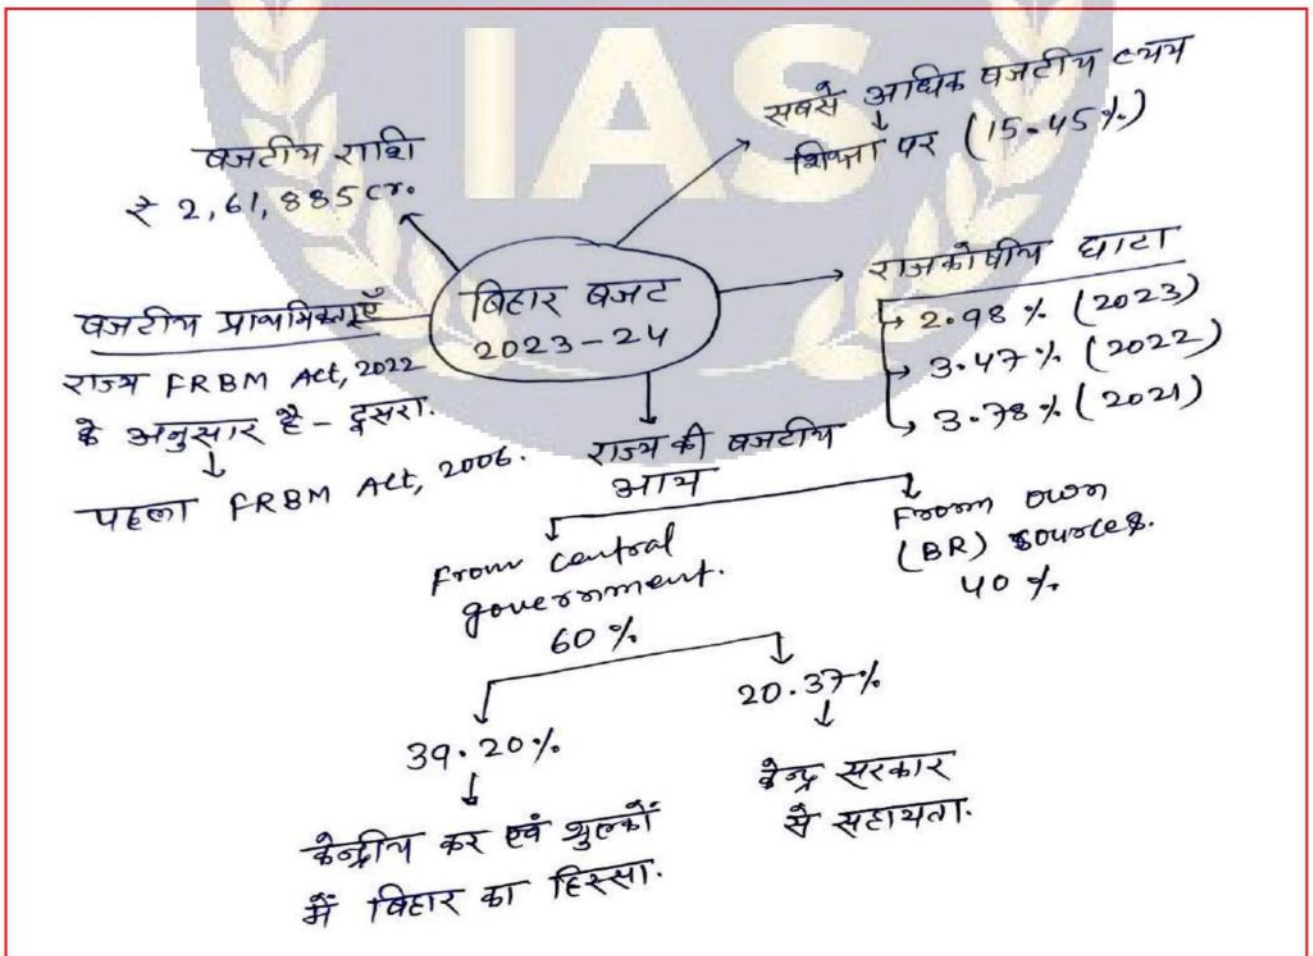 IAS
सबसे अधिक बजटीय व्यय
↓
शिक्षा पर (15.45%)
बजटीय राशि
₹ 2,61,885 cr.
बिहार बजट
2023-24
राजकोषीय घाटा
→ 2.98% (2023)
→ 3.47% (2022)
→ 3.78% (2021)
बजटीय प्राथमिकताएँ
राज्य FRBM Act, 2022
के अनुसार है - दूसरा.
↓
पहला FRBM Act, 2006.
राज्य की बजटीय
आय
From central
government.
60%
From own
(BR) sources.
40%
39.20%
↓
केन्द्रीय कर एवं शुल्कों
में बिहार का हिस्सा.
20.37%
↓
केन्द्र सरकार
से सहायता.